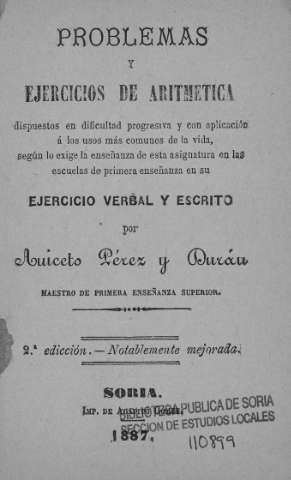 PROBLEMAS
Y
EJERCICIOS DE ARITMETICA
dispuestos en dificultad progresiva y con aplicación
á los usos más comunes de la vida,
según lo exige la enseñanza de esta asignatura en las
escuelas de primera enseñanza en su
EJERCICIO VERBAL Y ESCRITO
por
Aniceto Pérez y Durán
MAESTRO DE PRIMERA ENSEÑANZA SUPERIOR.
2.ª edicción.—Notablemente mejorada.
SORIA.
IMP. DE
BIBLIOTECA PUBLICA DE SORIA
SECCION DE ESTUDIOS LOCALES
1887.
110899